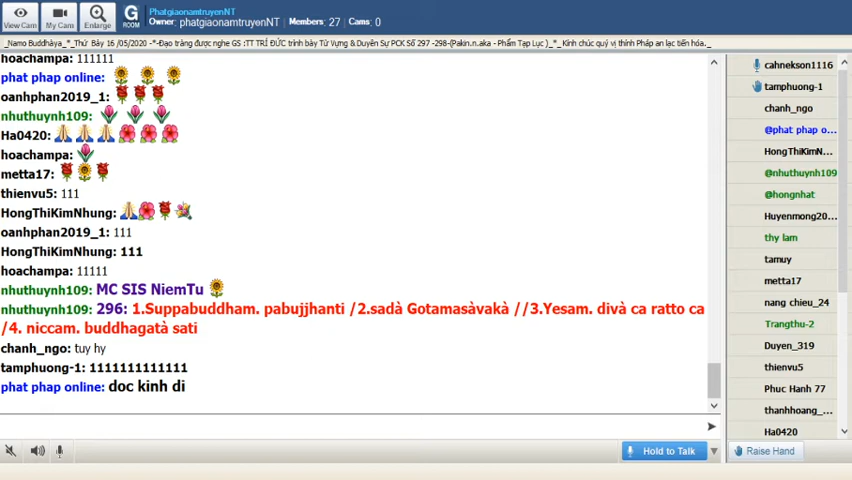 View Cam
My Cam
Enlarge
G
ROOM
PhatgiaonamtruyenNT
Owner: phatgiaonamtruyenNT Members: 27 Cams: 0
_Namo Buddhàya_*_Thứ Bảy 16 /05/2020 -*-Đạo tràng được nghe GS :TT TRÍ ĐỨC trình bày Từ Vựng & Duyên Sự PCK Số 297 -298-(Pakin.n.aka - Phẩm Tạp Lục )_*_ Kính chúc quý vị thính Pháp an lạc tiến hóa._
hoachampa: 111111
phat phap online:
oanhphan2019_1:
nhuthuynh109:
Ha0420:
hoachampa:
metta17:
thienvu5: 111
HongThiKimNhung:
oanhphan2019_1: 111
HongThiKimNhung: 111
hoachampa: 11111
nhuthuynh109: MC SIS NiemTu
nhuthuynh109: 296: 1.Suppabuddham. pabujjhanti /2.sadà Gotamasàvakà //3.Yesam. divà ca ratto ca
/4. niccam. buddhagatà sati
chanh_ngo: tuy hy
tamphuong-1: 1111111111111
phat phap online: doc kinh di
cahnekson1116
tamphuong-1
chanh_ngo
@phat phap o...
HongThiKimN...
@nhuthuynh109
@hongnhat
Huyenmong20...
thy lam
tamuy
metta17
nang chieu_24
Trangthu-2
Duyen_319
thienvu5
Phuc Hanh 77
thanhhoang_...
Ha0420
Hold to Talk
Raise Hand